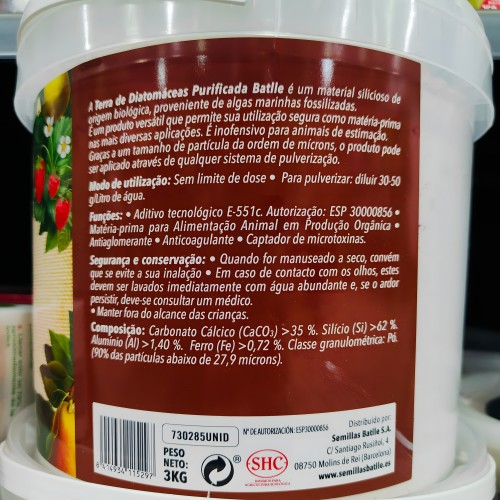 A Terra de Diatomáceas Purificada Batlle é um material silicioso de
origem biológica, proveniente de algas marinhas fossilizadas.
É um produto versátil que permite sua utilização segura como matéria-prima
nas mais diversas aplicações. É inofensivo para animais de estimação.
Graças a um tamanho de partícula da ordem de mícrons, o produto pode
ser aplicado através de qualquer sistema de pulverização.
Modo de utilização: Sem limite de dose • Para pulverizar: diluir 30-50
g/Litro de água.
Funções: • Aditivo tecnológico E-551c. Autorização: ESP 30000856 •
Matéria-prima para Alimentação Animal em Produção Orgânica •
Antiaglomerante • Anticoagulante • Captador de microtoxinas.
Segurança e conservação: • Quando for manuseado a seco, convém
que se evite a sua inalação • Em caso de contacto com os olhos, estes
devem ser lavados imediatamente com água abundante e, se o ardor
persistir, deve-se consultar um médico.
• Manter fora do alcance das crianças.
Composição: Carbonato Cálcico (CaCO₃) >35 %. Silício (Si) >62 %.
Aluminio (Al) >1,40 %. Ferro (Fe) >0,72 %. Classe granulométrica: Pó.
(90% das partículas abaixo de 27,9 mícrons).
730285UNID
Nº DE AUTORIZACIÓN: ESP30000856
PESO
NETO:
3KG
SHC
Distribuido por:
Semillas Batlle S.A.
C/ Santiago Rusiñol, 4
08750 Molins de Rei (Barcelona)
www.semillasbatlle.es
8 414934 115297